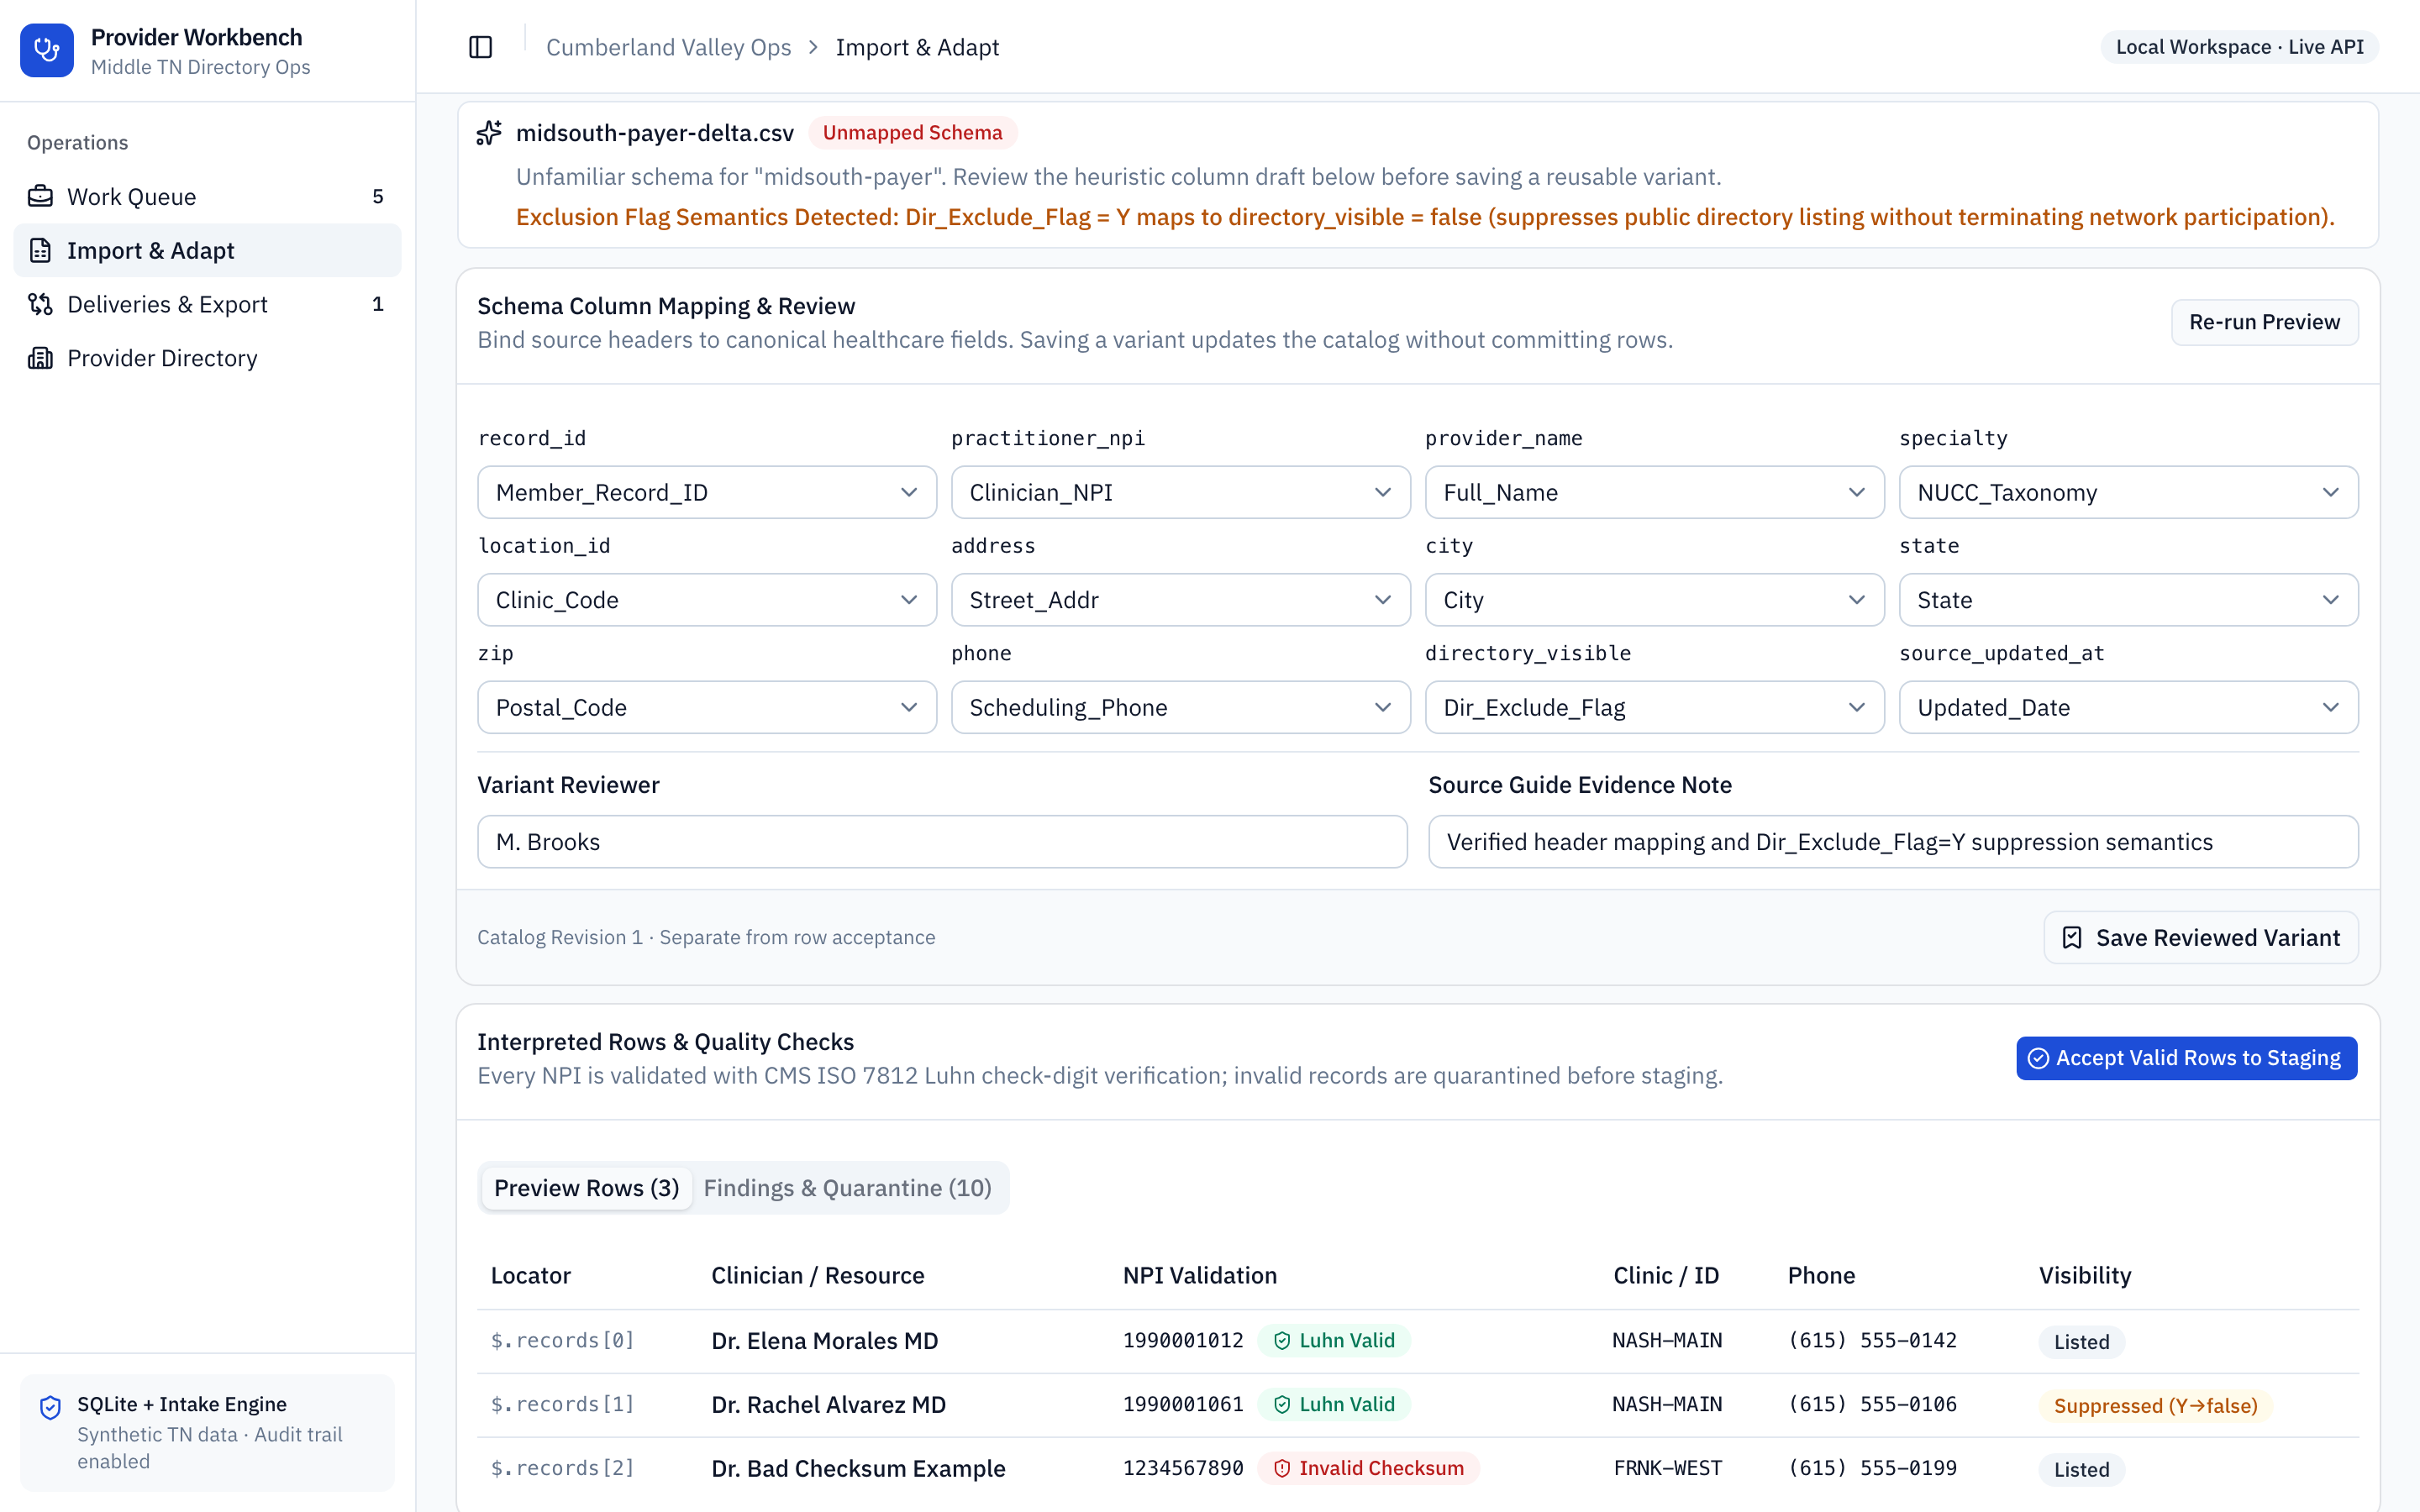 Provider Workbench
Middle TN Directory Ops
Operations
Work Queue 5
Import & Adapt
Deliveries & Export 1
Provider Directory
SQLite + Intake Engine
Synthetic TN data · Audit trail
enabled
Cumberland Valley Ops > Import & Adapt
Local Workspace · Live API
midsouth-payer-delta.csv Unmapped Schema
Unfamiliar schema for "midsouth-payer". Review the heuristic column draft below before saving a reusable variant.
Exclusion Flag Semantics Detected: Dir_Exclude_Flag = Y maps to directory_visible = false (suppresses public directory listing without terminating network participation).
Schema Column Mapping & Review
Bind source headers to canonical healthcare fields. Saving a variant updates the catalog without committing rows.
Re-run Preview
record_id practitioner_npi provider_name specialty
Member_Record_ID Clinician_NPI Full_Name NUCC_Taxonomy
location_id address city state
Clinic_Code Street_Addr City State
zip phone directory_visible source_updated_at
Postal_Code Scheduling_Phone Dir_Exclude_Flag Updated_Date
Variant Reviewer Source Guide Evidence Note
M. Brooks Verified header mapping and Dir_Exclude_Flag=Y suppression semantics
Catalog Revision 1 · Separate from row acceptance Save Reviewed Variant
Interpreted Rows & Quality Checks
Every NPI is validated with CMS ISO 7812 Luhn check-digit verification; invalid records are quarantined before staging.
Accept Valid Rows to Staging
Preview Rows (3) Findings & Quarantine (10)
Locator Clinician / Resource NPI Validation Clinic / ID Phone Visibility
$.records[0] Dr. Elena Morales MD 1990001012 Luhn Valid NASH-MAIN (615) 555-0142 Listed
$.records[1] Dr. Rachel Alvarez MD 1990001061 Luhn Valid NASH-MAIN (615) 555-0106 Suppressed (Y→false)
$.records[2] Dr. Bad Checksum Example 1234567890 Invalid Checksum FRNK-WEST (615) 555-0199 Listed